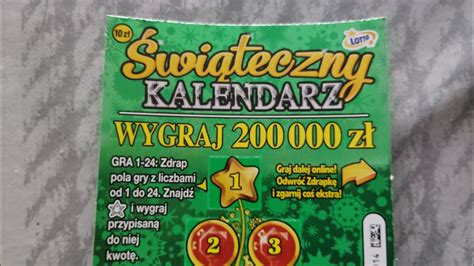 10 zł
Świąteczny
LOTTO
KALENDARZ
WYGRAJ 200 000 zł
GRA 1-24: Zdrap
pola gry z liczbami
od 1 do 24. Znajdź
i wygraj
przypisaną
do niej
kwotę.
1
Graj dalej online!
Odwróć Zdrapkę
i zgarnij coś ekstra!
2
3
14